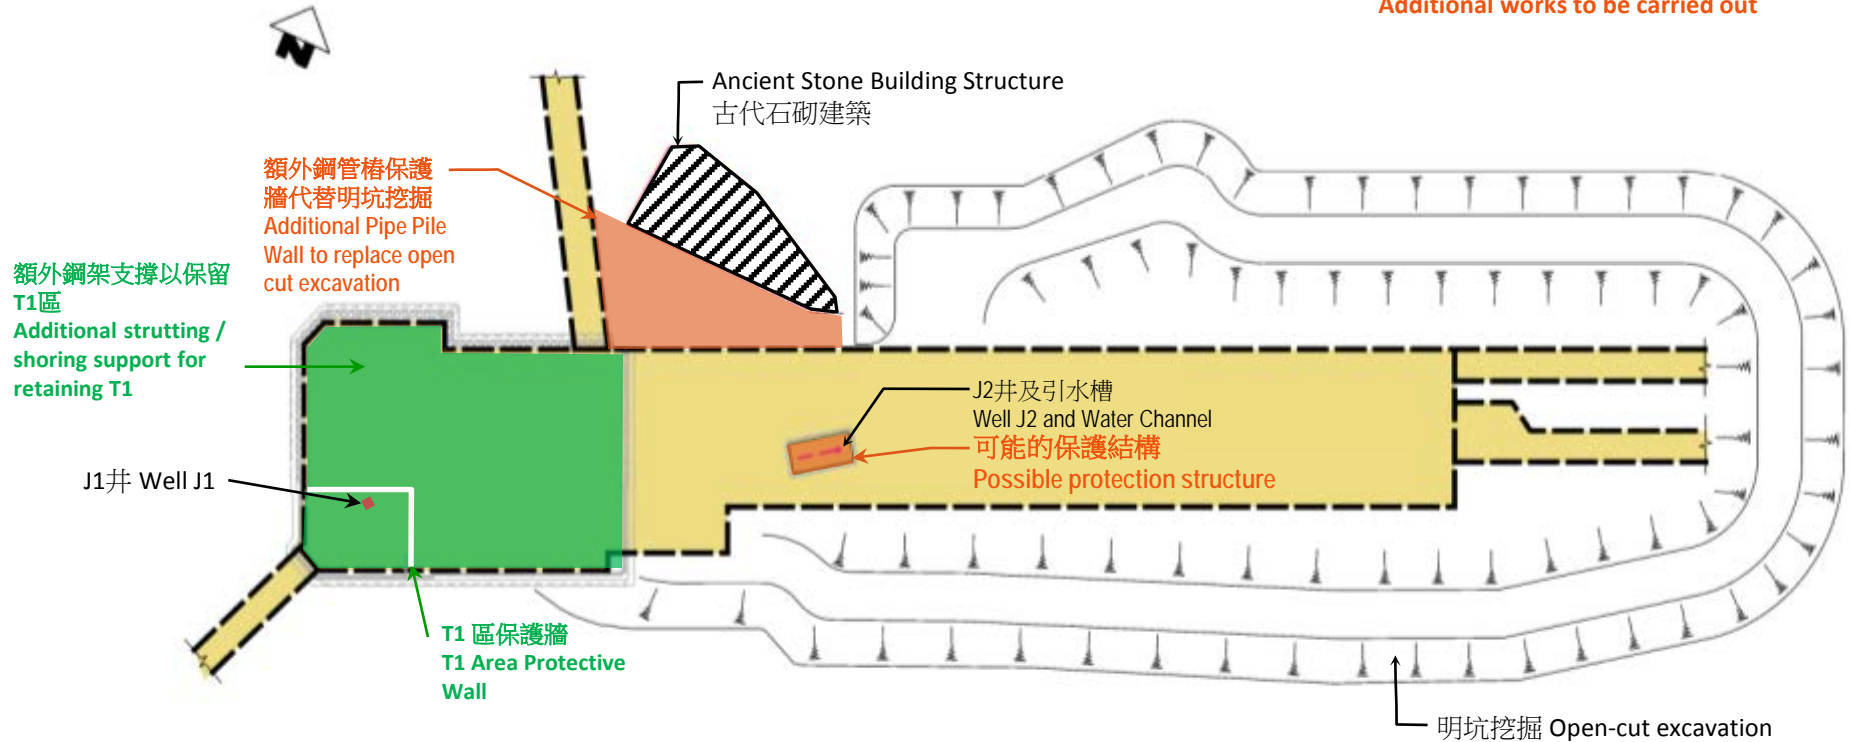 Additional works to be carried out
N
Ancient Stone Building Structure
古代石砌建築
額外鋼管樁保護
牆代替明坑挖掘
Additional Pipe Pile
Wall to replace open
cut excavation
額外鋼架支撐以保留
T1區
Additional strutting /
shoring support for
retaining T1
J2井及引水槽
Well J2 and Water Channel
可能的保護結構
Possible protection structure
J1井 Well J1
T1 區保護牆
T1 Area Protective
Wall
明坑挖掘 Open-cut excavation